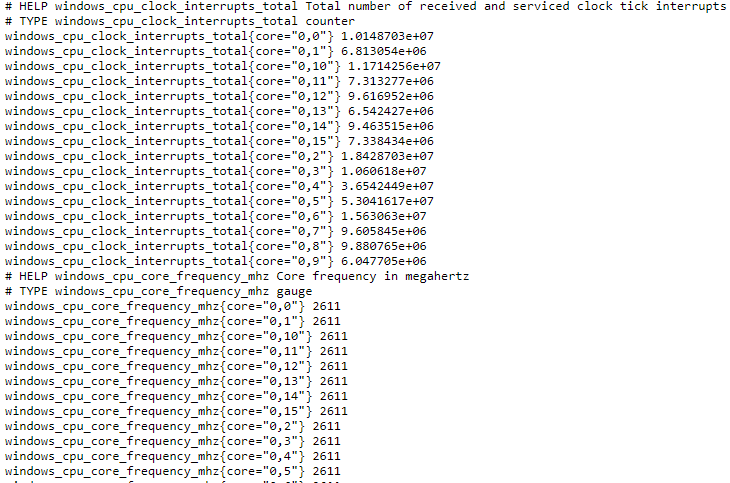 # HELP windows_cpu_clock_interrupts_total Total number of received and serviced clock tick interrupts
# TYPE windows_cpu_clock_interrupts_total counter
windows_cpu_clock_interrupts_total{core="0,0"} 1.0148703e+07
windows_cpu_clock_interrupts_total{core="0,1"} 6.813054e+06
windows_cpu_clock_interrupts_total{core="0,10"} 1.1714256e+07
windows_cpu_clock_interrupts_total{core="0,11"} 7.313277e+06
windows_cpu_clock_interrupts_total{core="0,12"} 9.616952e+06
windows_cpu_clock_interrupts_total{core="0,13"} 6.542427e+06
windows_cpu_clock_interrupts_total{core="0,14"} 9.463515e+06
windows_cpu_clock_interrupts_total{core="0,15"} 7.338434e+06
windows_cpu_clock_interrupts_total{core="0,2"} 1.8428703e+07
windows_cpu_clock_interrupts_total{core="0,3"} 1.060618e+07
windows_cpu_clock_interrupts_total{core="0,4"} 3.6542449e+07
windows_cpu_clock_interrupts_total{core="0,5"} 5.3041617e+07
windows_cpu_clock_interrupts_total{core="0,6"} 1.563063e+07
windows_cpu_clock_interrupts_total{core="0,7"} 9.605845e+06
windows_cpu_clock_interrupts_total{core="0,8"} 9.880765e+06
windows_cpu_clock_interrupts_total{core="0,9"} 6.047705e+06
# HELP windows_cpu_core_frequency_mhz Core frequency in megahertz
# TYPE windows_cpu_core_frequency_mhz gauge
windows_cpu_core_frequency_mhz{core="0,0"} 2611
windows_cpu_core_frequency_mhz{core="0,1"} 2611
windows_cpu_core_frequency_mhz{core="0,10"} 2611
windows_cpu_core_frequency_mhz{core="0,11"} 2611
windows_cpu_core_frequency_mhz{core="0,12"} 2611
windows_cpu_core_frequency_mhz{core="0,13"} 2611
windows_cpu_core_frequency_mhz{core="0,14"} 2611
windows_cpu_core_frequency_mhz{core="0,15"} 2611
windows_cpu_core_frequency_mhz{core="0,2"} 2611
windows_cpu_core_frequency_mhz{core="0,3"} 2611
windows_cpu_core_frequency_mhz{core="0,4"} 2611
windows_cpu_core_frequency_mhz{core="0,5"} 2611